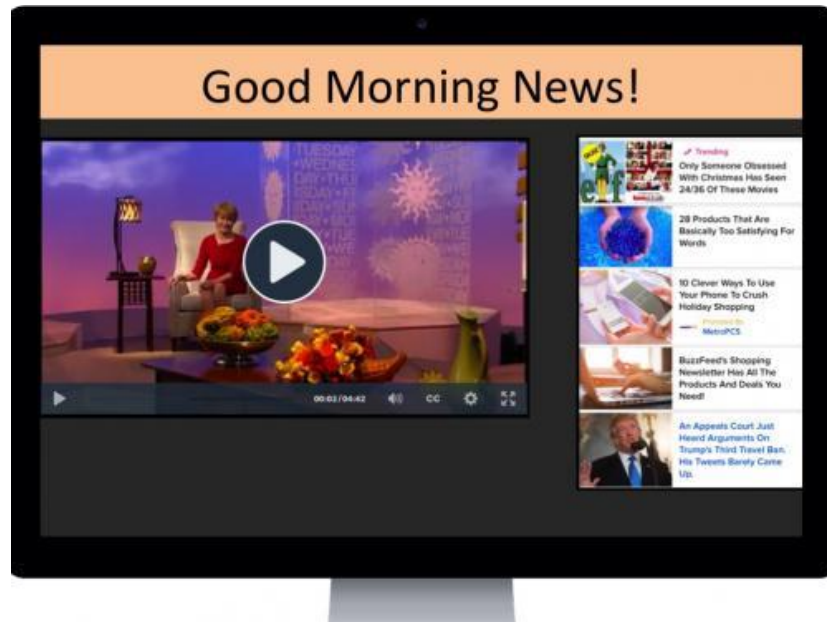 Good Morning News!
TUESDAY
WEDNES
00:02/04:42
CC
elf
Trending
Only Someone Obsessed
With Christmas Has Seen
24/36 Of These Movies
28 Products That Are
Basically Too Satisfying For
Words
10 Clever Ways To Use
Your Phone To Crush
Holiday Shopping
MetroPCS
BuzzFeed's Shopping
Newsletter Has All The
Products And Deals You
Need!
An Appeals Court Just
Heard Arguments On
Trump's Third Travel Ban.
His Tweets Barely Came
Up.